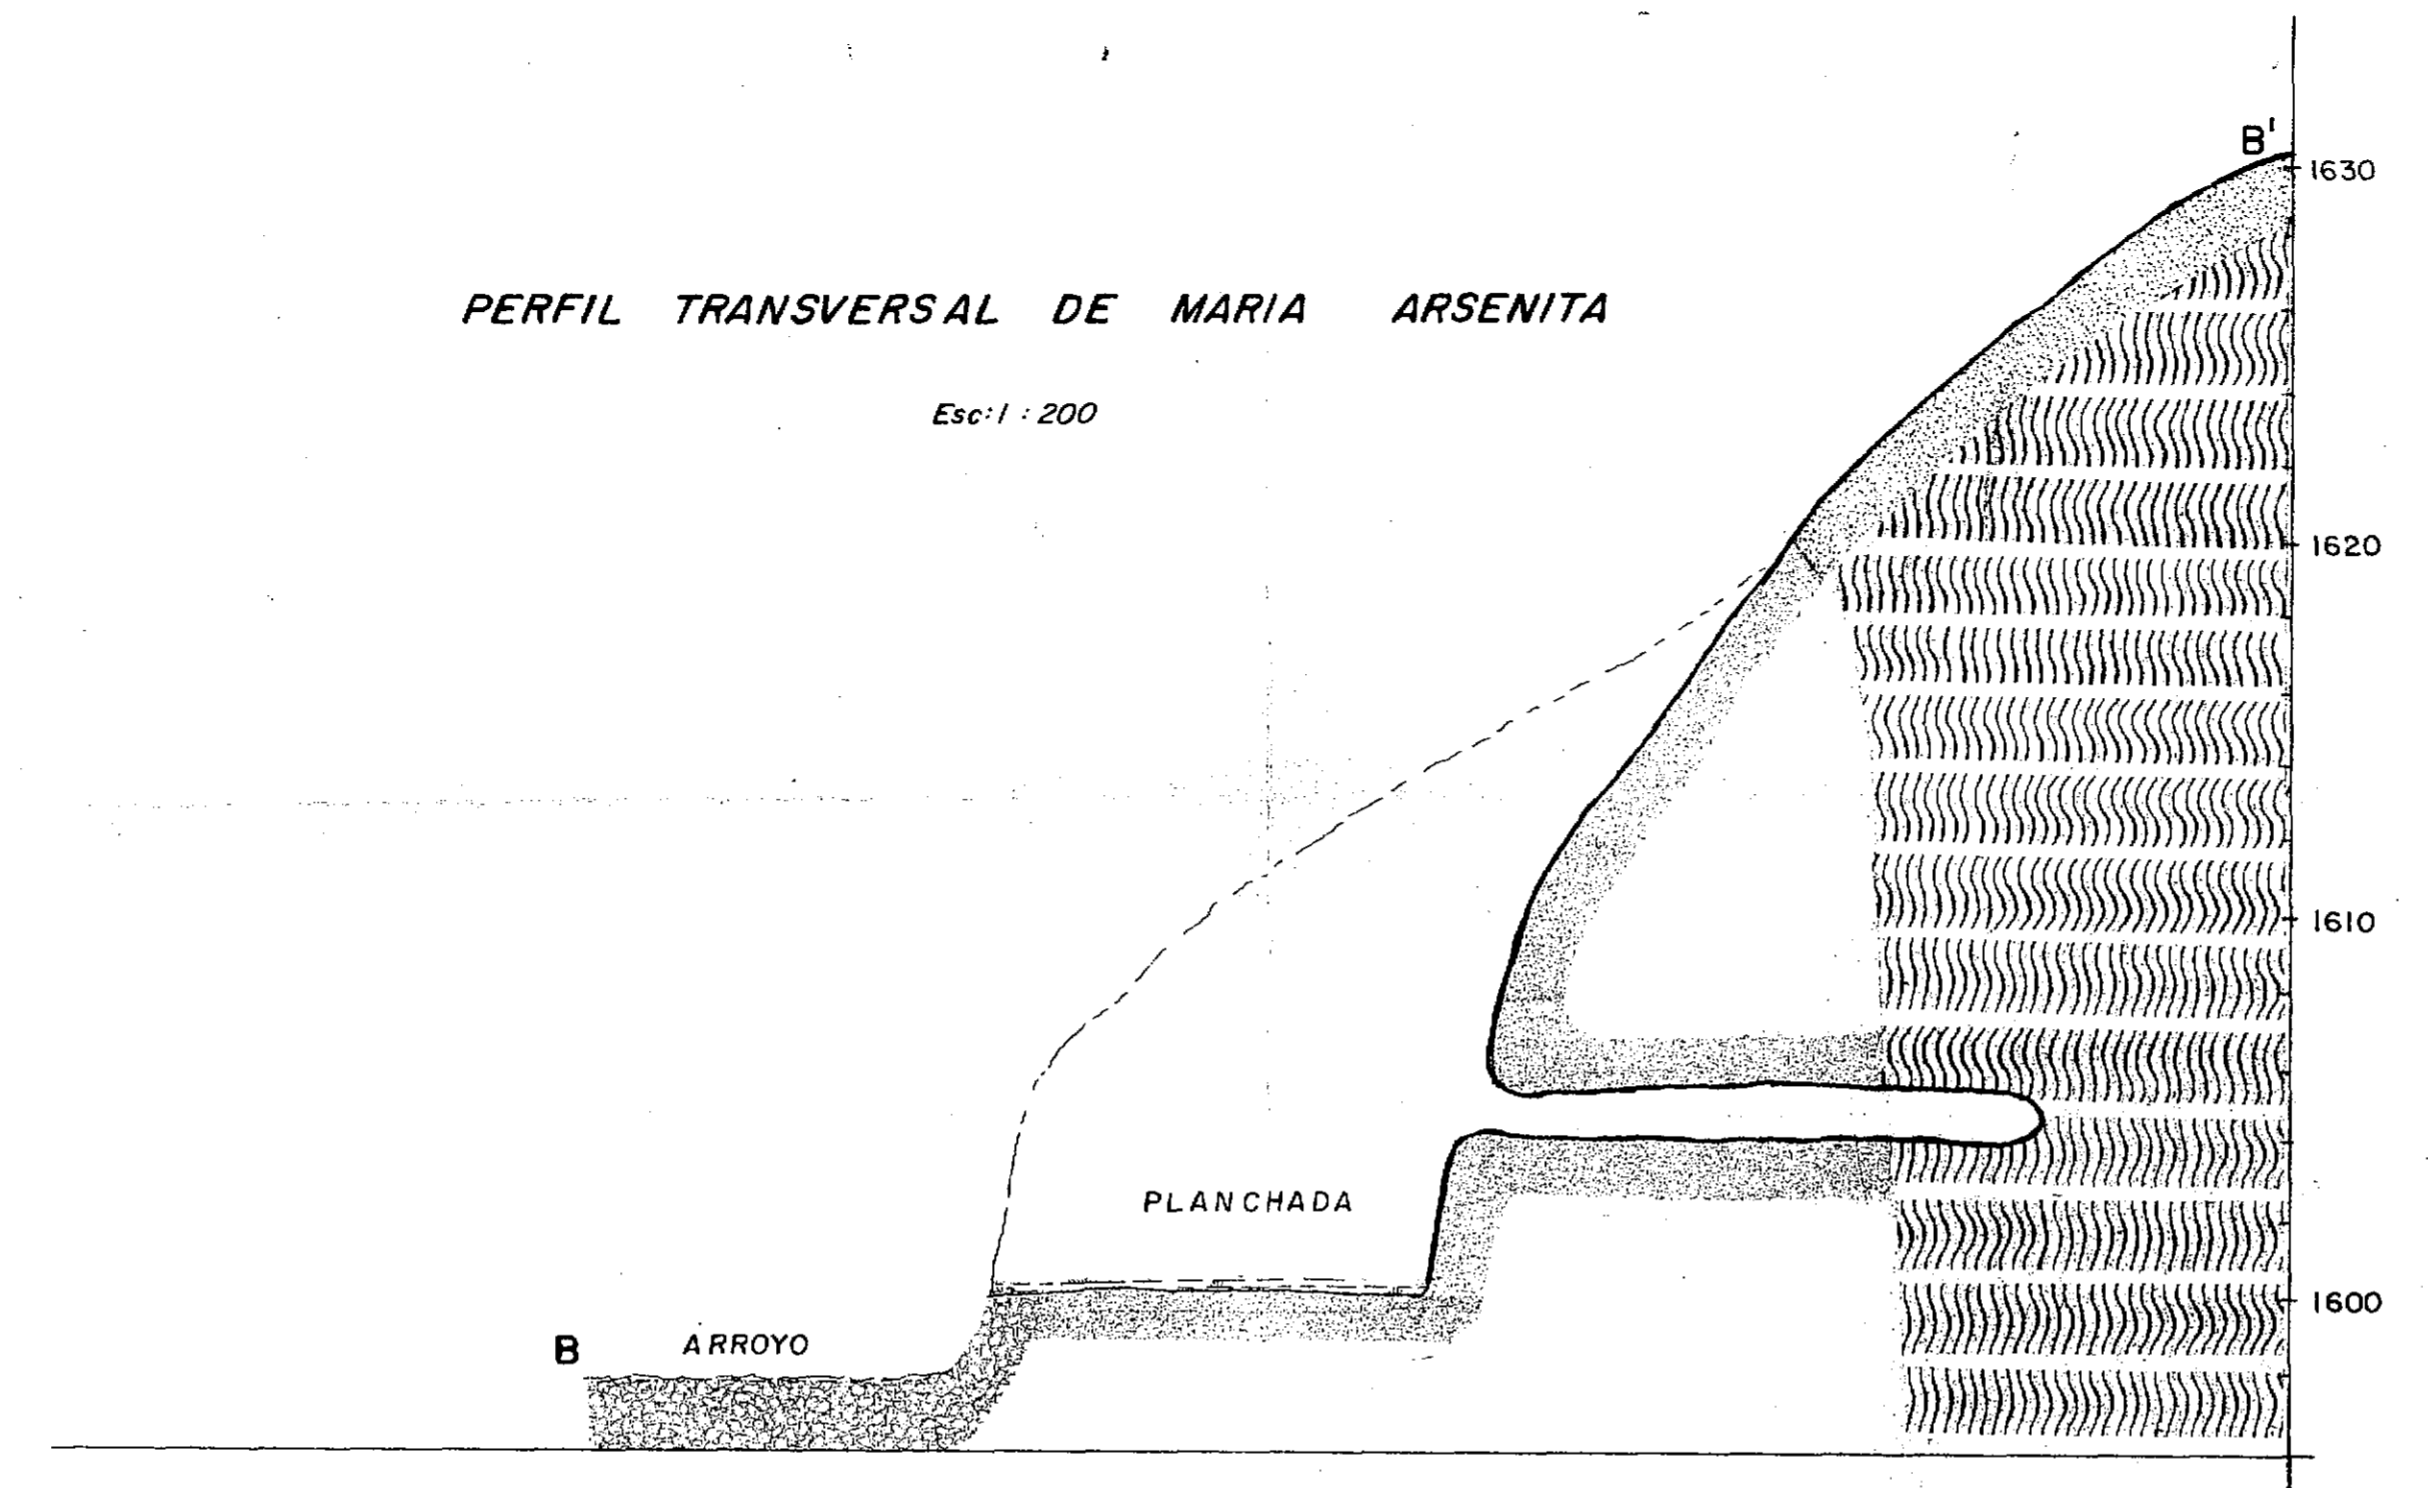 B'
1630
PERFIL TRANSVERSAL DE MARIA ARSENITA
Esc: 1 : 200
1620
1610
PLANCHADA
1600
B
ARROYO